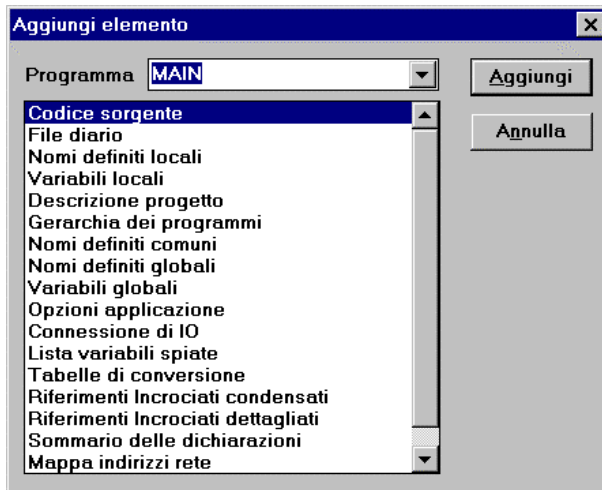 Aggiungi elemento
Programma MAIN
Aggiungi
Annulla
Codice sorgente
File diario
Nomi definiti locali
Variabili locali
Descrizione progetto
Gerarchia dei programmi
Nomi definiti comuni
Nomi definiti globali
Variabili globali
Opzioni applicazione
Connessione di IO
Lista variabili spiate
Tabelle di conversione
Riferimenti Incrociati condensati
Riferimenti Incrociati dettagliati
Sommario delle dichiarazioni
Mappa indirizzi rete